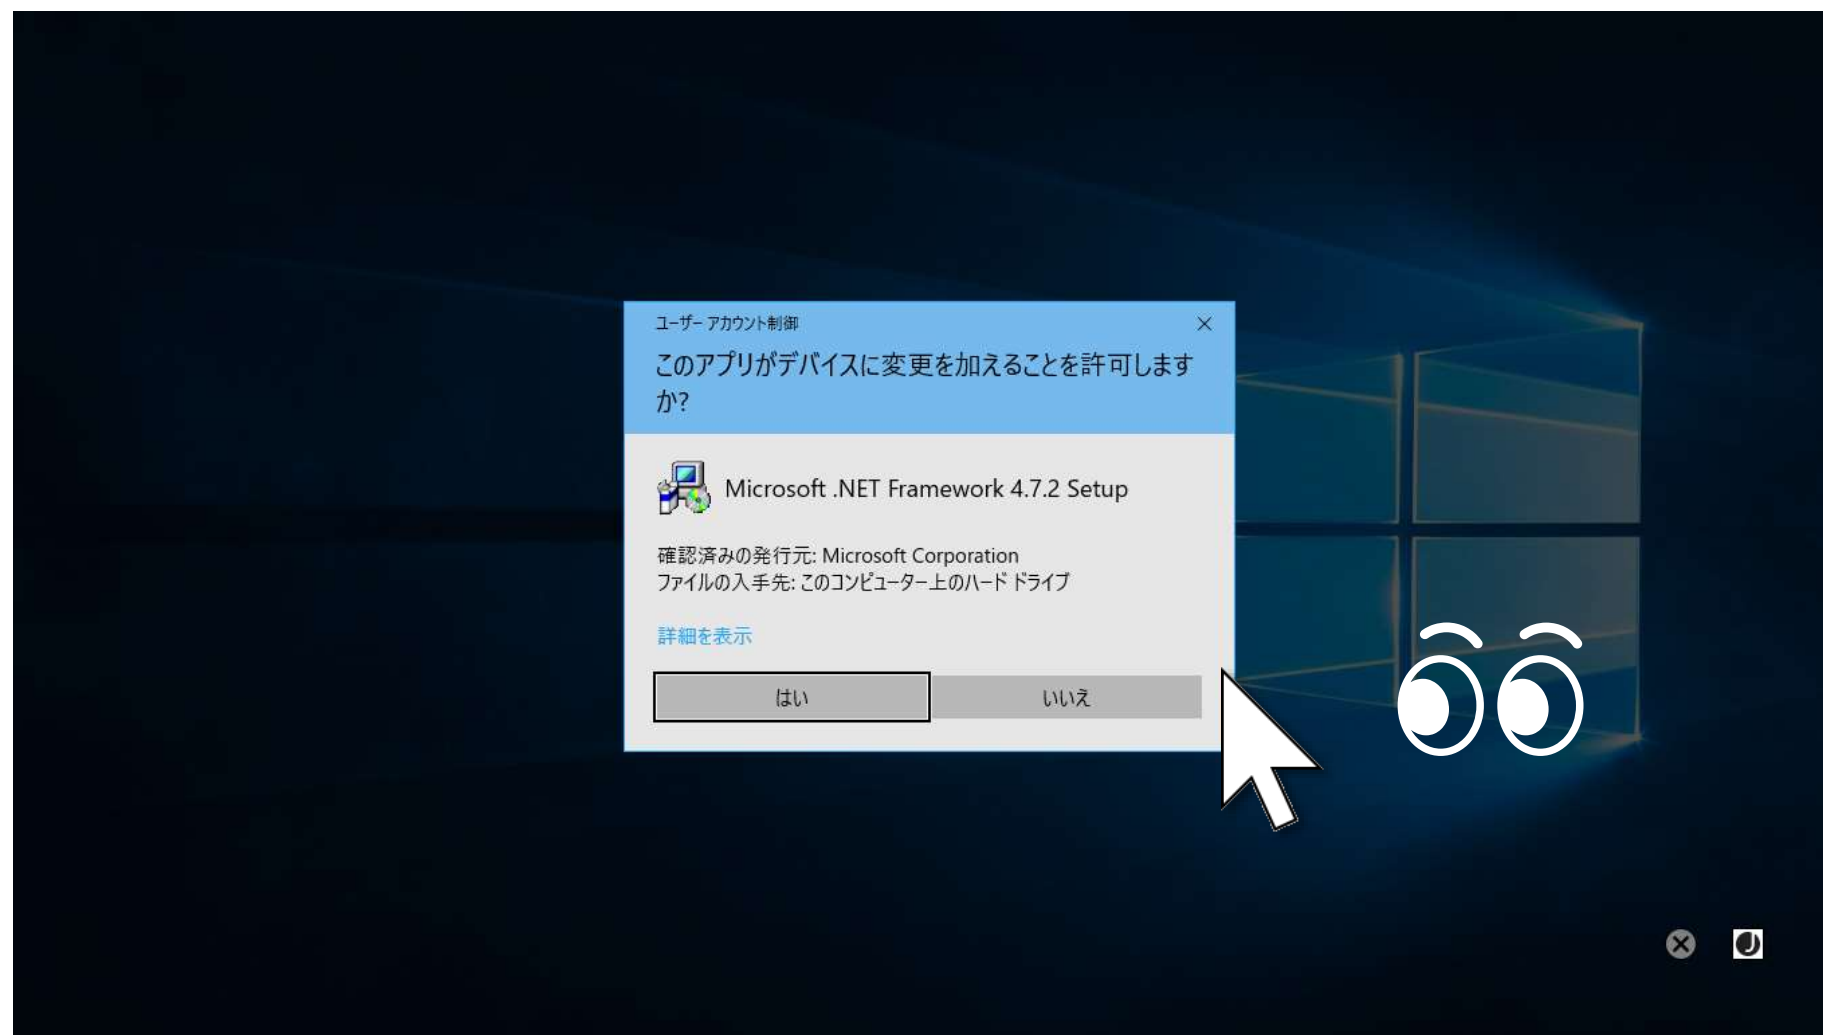 ユーザー アカウント制御
このアプリがデバイスに変更を加えることを許可します
か?
Microsoft .NET Framework 4.7.2 Setup
確認済みの発行元: Microsoft Corporation
ファイルの入手先: このコンピューター上のハード ドライブ
詳細を表示
はい
いいえ
J